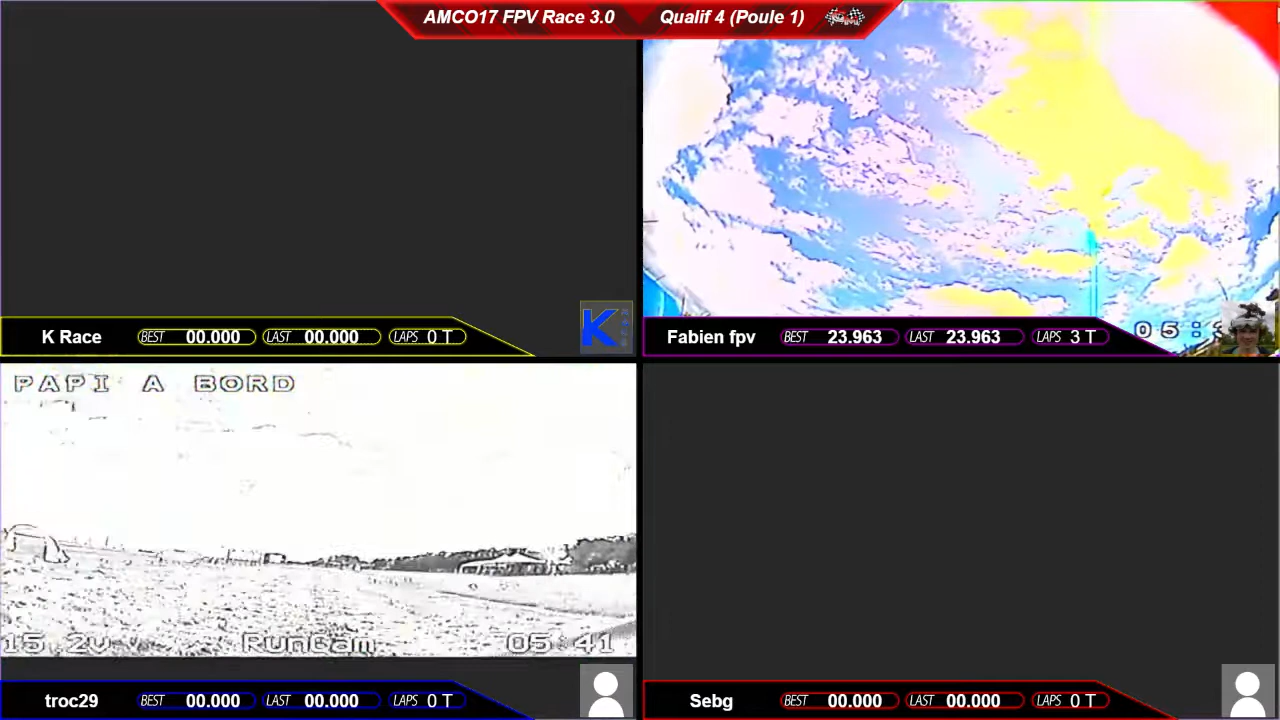 AMCO17 FPV Race 3.0 Qualif 4 (Poule 1)
K Race BEST 00.000 LAST 00.000 LAPS 0 T
K
Fabien fpv BEST 23.963 LAST 23.963 LAPS 3 T
05:
PAPI A BORD
15.2v RunCam 05:41
troc29 BEST 00.000 LAST 00.000 LAPS 0 T
Sebg BEST 00.000 LAST 00.000 LAPS 0 T